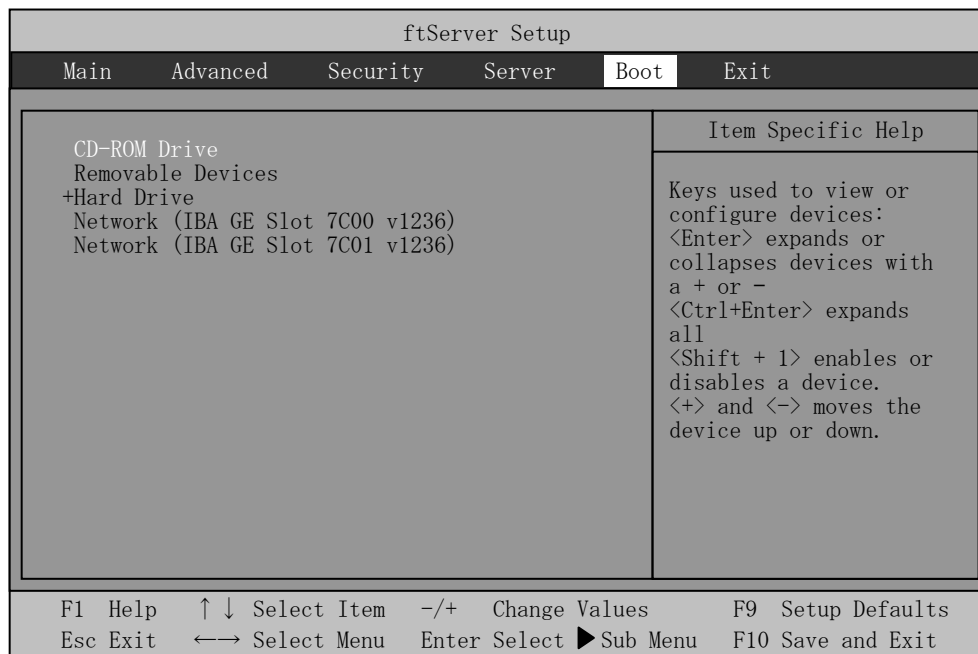 ftServer Setup
Main Advanced Security Server Boot Exit
CD-ROM Drive
Removable Devices
+Hard Drive
Network (IBA GE Slot 7C00 v1236)
Network (IBA GE Slot 7C01 v1236)
Item Specific Help
Keys used to view or
configure devices:
<Enter> expands or
collapses devices with
a + or -
<Ctrl+Enter> expands
all
<Shift + 1> enables or
disables a device.
<+> and <-> moves the
device up or down.
F1 Help ↑↓ Select Item -/+ Change Values F9 Setup Defaults
Esc Exit ←→ Select Menu Enter Select ▶Sub Menu F10 Save and Exit